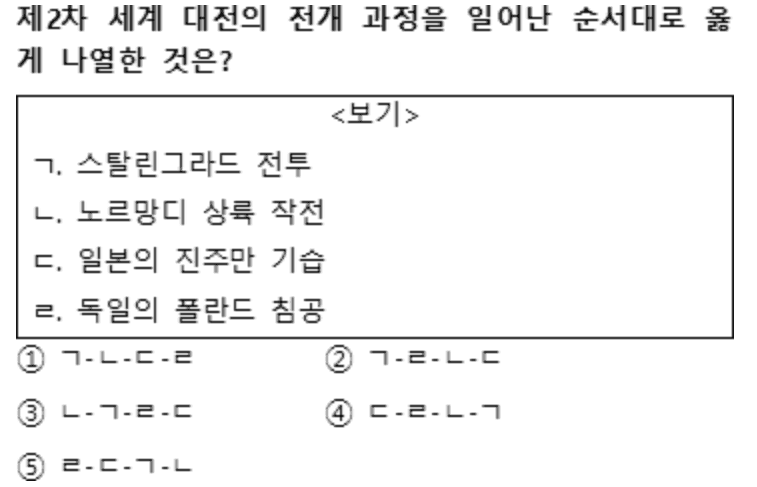 제2차 세계 대전의 전개 과정을 일어난 순서대로 옳
게 나열한 것은?
<보기>
ㄱ. 스탈린그라드 전투
ㄴ. 노르망디 상륙 작전
ㄷ. 일본의 진주만 기습
ㄹ. 독일의 폴란드 침공
① ㄱ-ㄴ-ㄷ-ㄹ ② ㄱ-ㄹ-ㄴ-ㄷ
③ ㄴ-ㄱ-ㄹ-ㄷ ④ ㄷ-ㄹ-ㄴ-ㄱ
⑤ ㄹ-ㄷ-ㄱ-ㄴ